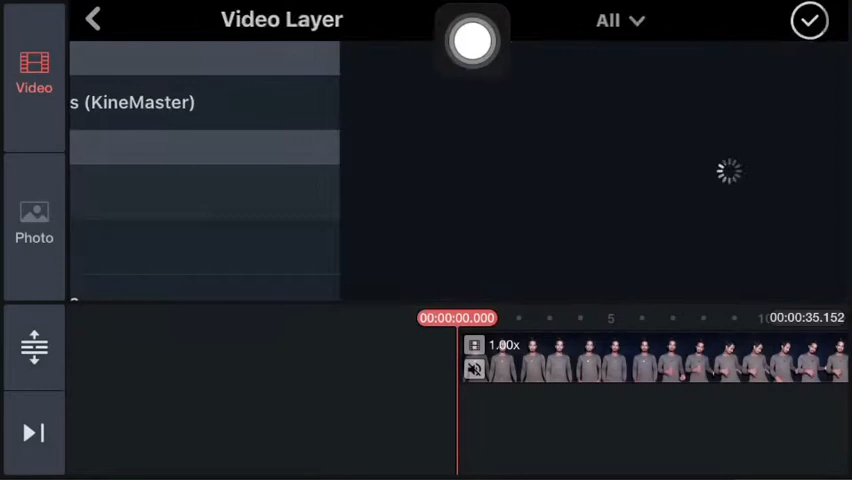 Video Layer
All
Video
s (KineMaster)
Photo
00:00:00.000
5
00:00:35.152
1.00x